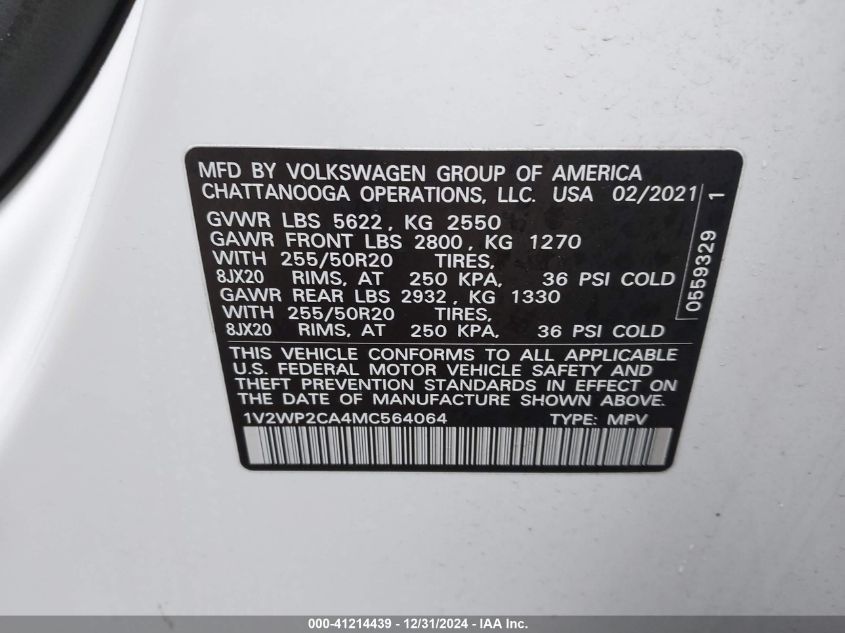 MFD BY VOLKSWAGEN GROUP OF AMERICA
CHATTANOOGA OPERATIONS, LLC. USA 02/2021
GVWR LBS 5622, KG 2550
GAWR FRONT LBS 2800, KG 1270
WITH 255/50R20 TIRES,
8JX20 RIMS, AT 250 KPA, 36 PSI COLD
GAWR REAR LBS 2932, KG 1330
WITH 255/50R20 TIRES,
8JX20 RIMS, AT 250 KPA, 36 PSI COLD
THIS VEHICLE CONFORMS TO ALL APPLICABLE
U.S. FEDERAL MOTOR VEHICLE SAFETY AND
THEFT PREVENTION STANDARDS IN EFFECT ON
THE DATE OF MANUFACTURE SHOWN ABOVE.
1V2WP2CA4MC564064 TYPE: MPV
0559329 1
000-41214439 - 12/31/2024 - IAA Inc.